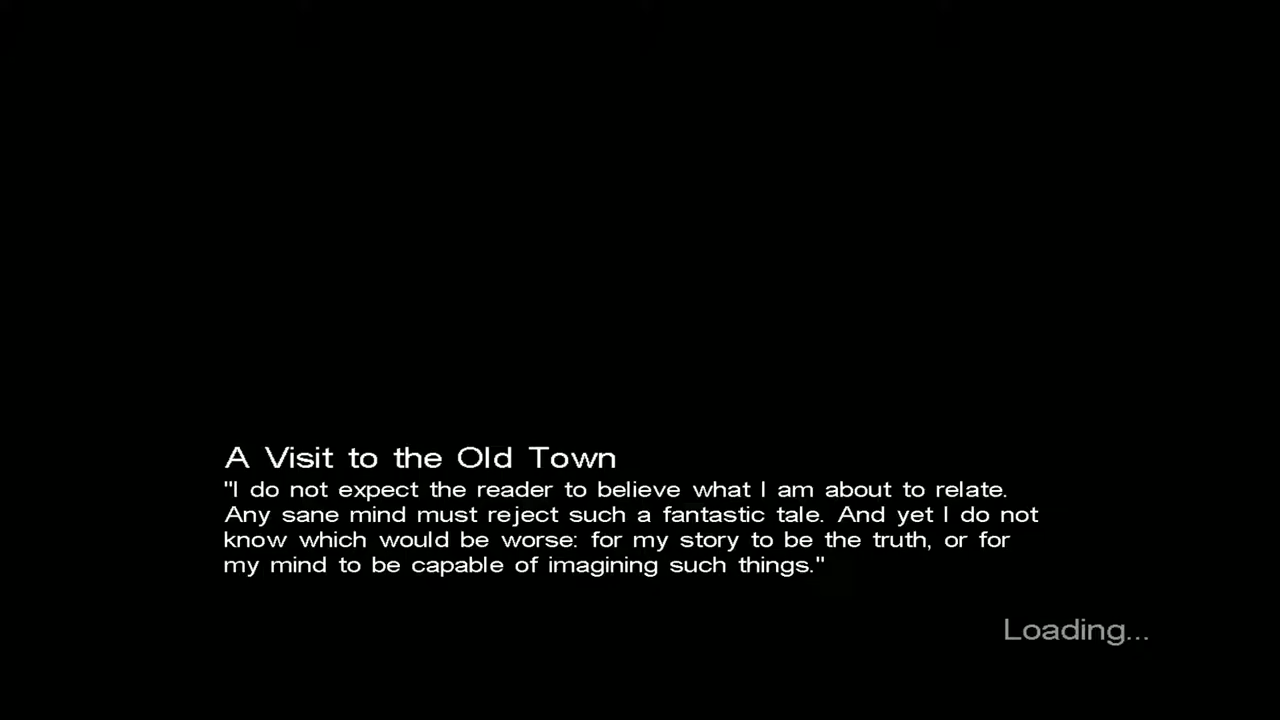 A Visit to the Old Town
"I do not expect the reader to believe what I am about to relate.
Any sane mind must reject such a fantastic tale. And yet I do not
know which would be worse: for my story to be the truth, or for
my mind to be capable of imagining such things."
Loading...